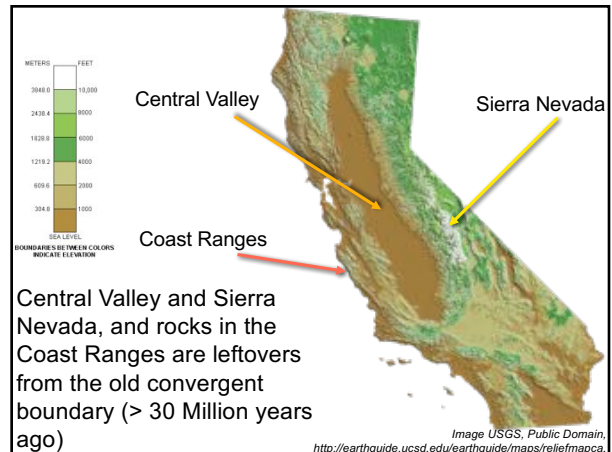 METERS FEET
3048.0 10,000
2438.4 8000
1828.8 6000
1219.2 4000
609.6 2000
304.8 1000
SEA LEVEL
BOUNDARIES BETWEEN COLORS
INDICATE ELEVATION
Central Valley
Sierra Nevada
Coast Ranges
Central Valley and Sierra
Nevada, and rocks in the
Coast Ranges are leftovers
from the old convergent
boundary (> 30 Million years
ago)
Image USGS, Public Domain,
http://earthguide.ucsd.edu/earthguide/maps/reliefmapca.